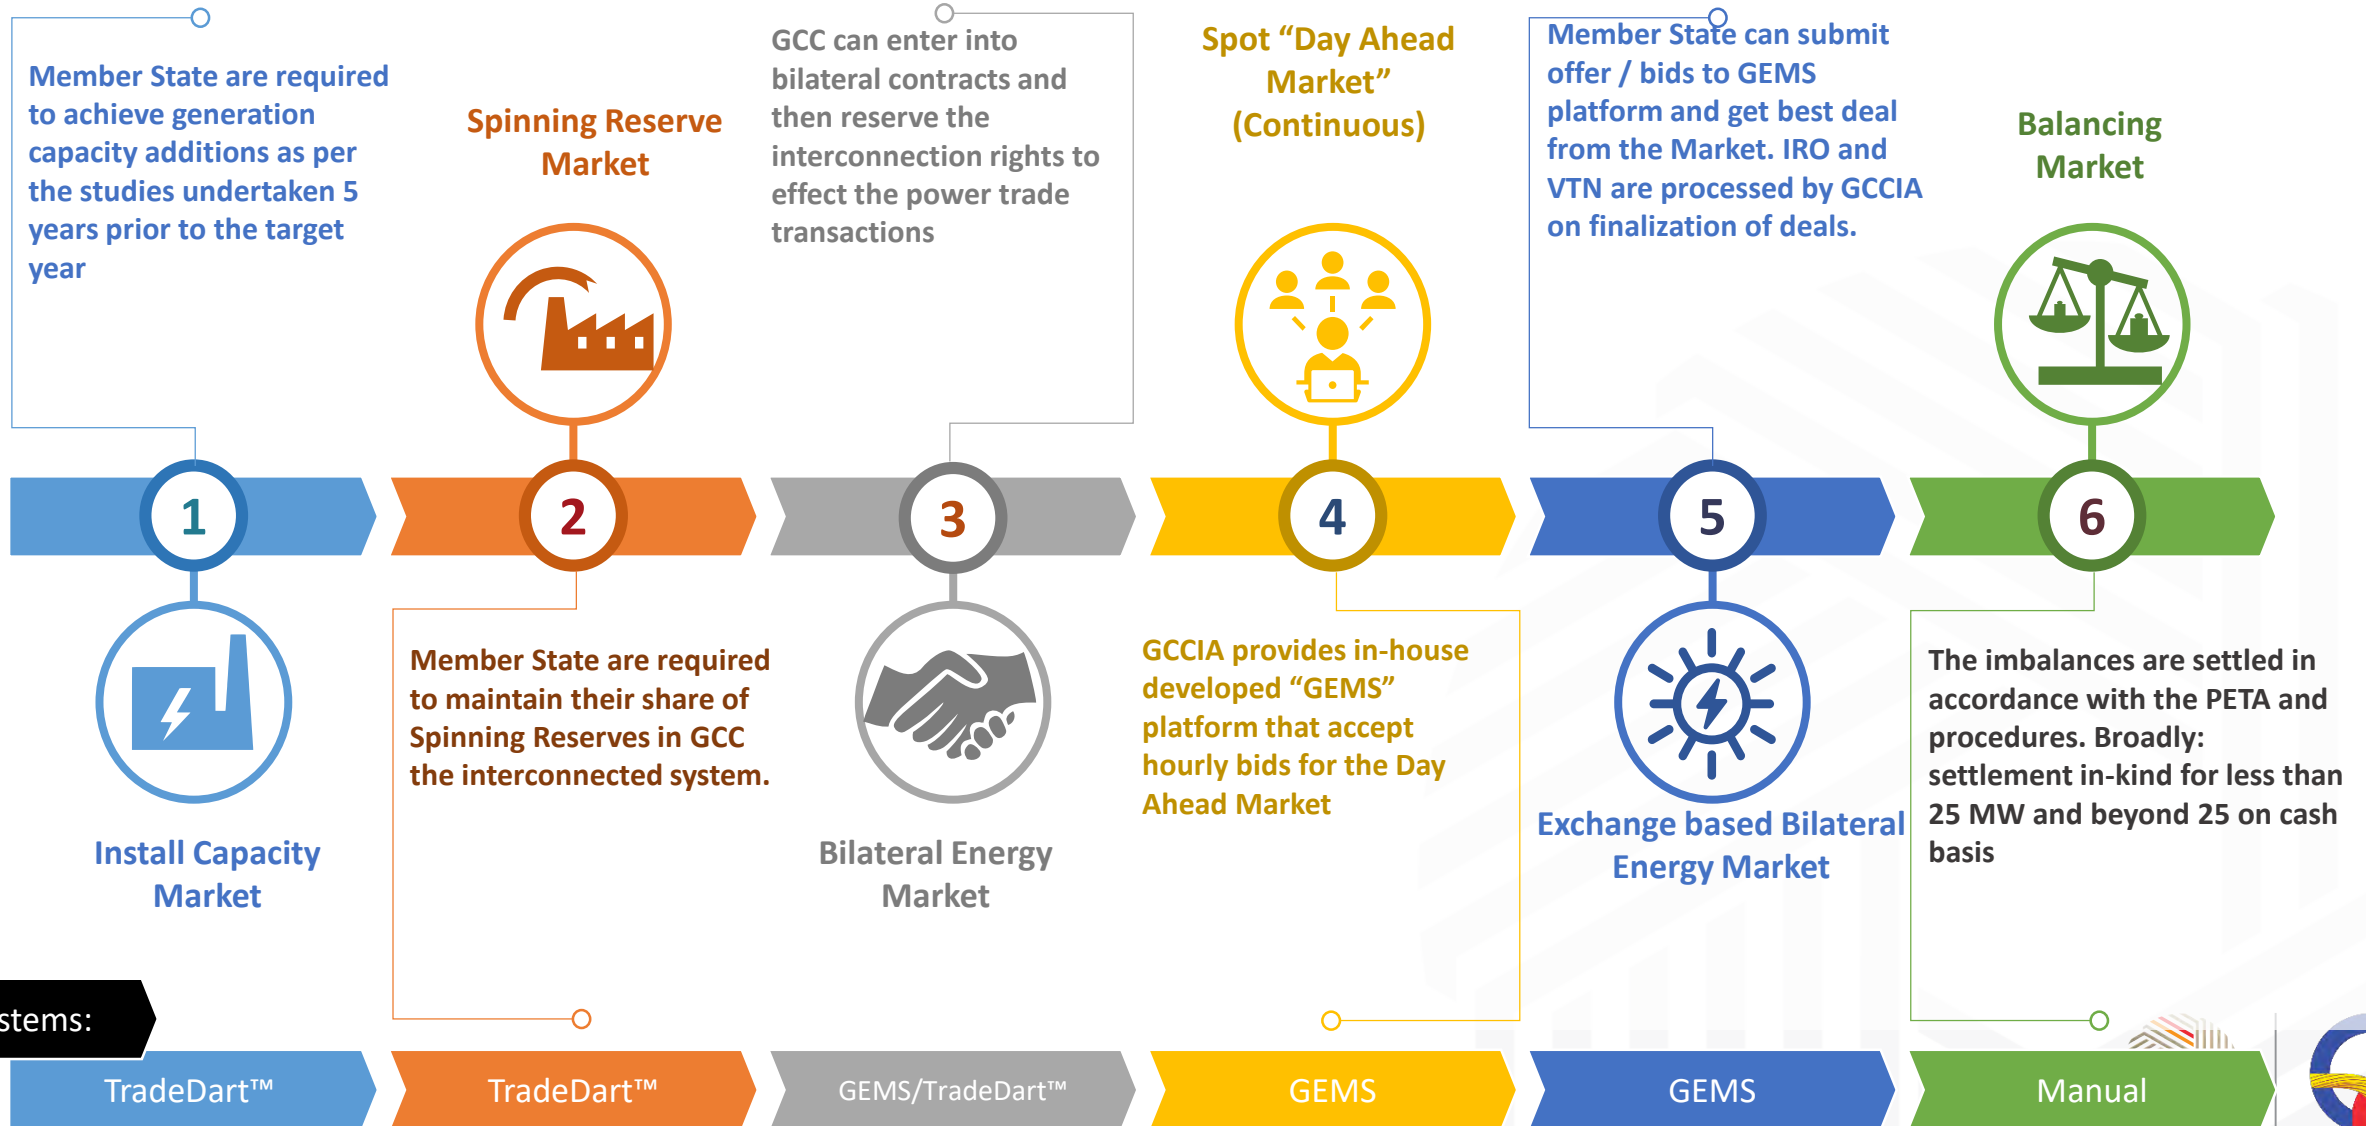 Member State are required
to achieve generation
capacity additions as per
the studies undertaken 5
years prior to the target
year
Spinning Reserve
Market
GCC can enter into
bilateral contracts and
then reserve the
interconnection rights to
effect the power trade
transactions
Spot “Day Ahead
Market”
(Continuous)
Member State can submit
offer / bids to GEMS
platform and get best deal
from the Market. IRO and
VTN are processed by GCCIA
on finalization of deals.
Balancing
Market
1
2
3
4
5
6
Install Capacity
Market
Member State are required
to maintain their share of
Spinning Reserves in GCC
the interconnected system.
Bilateral Energy
Market
GCCIA provides in-house
developed “GEMS”
platform that accept
hourly bids for the Day
Ahead Market
Exchange based Bilateral
Energy Market
The imbalances are settled in
accordance with the PETA and
procedures. Broadly:
settlement in-kind for less than
25 MW and beyond 25 on cash
basis
stems:
TradeDart™
TradeDart™
GEMS/TradeDart™
GEMS
GEMS
Manual